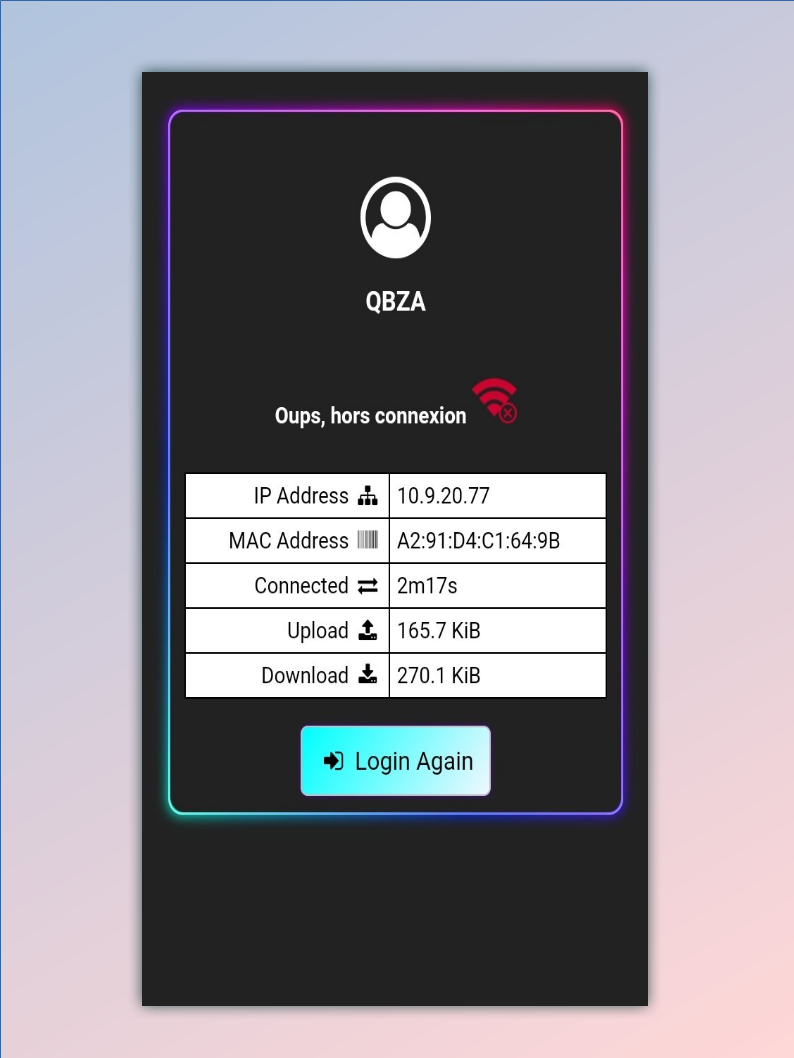 QBZA
Oups, hors connexion
IP Address 10.9.20.77
MAC Address A2:91:D4:C1:64:9B
Connected 2m17s
Upload 165.7 KiB
Download 270.1 KiB
Login Again